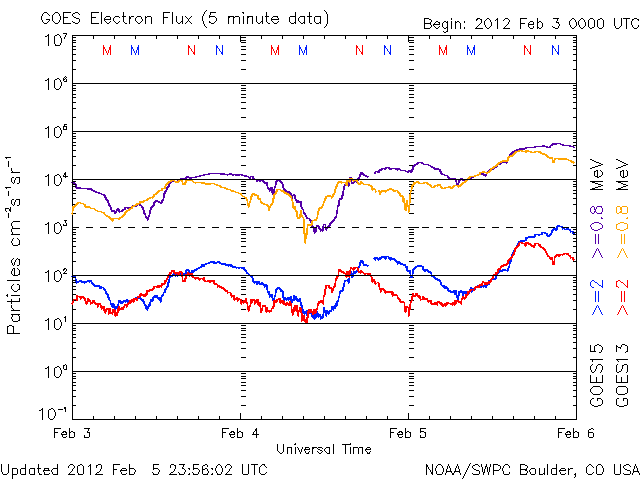 GOES Electron Flux (5 minute data)
Begin: 2012 Feb 3 0000 UTC
M M N N M M N N M M N N
10⁷
10⁶
10⁵
10⁴
10³
10²
10¹
10⁰
10⁻¹
Particles cm⁻²s⁻¹sr⁻¹
Feb 3 Feb 4 Feb 5 Feb 6
Universal Time
GOES15 >=2 >=0.8 MeV
GOES13 >=2 >=0.8 MeV
Updated 2012 Feb 5 23:56:02 UTC
NOAA/SWPC Boulder, CO USA